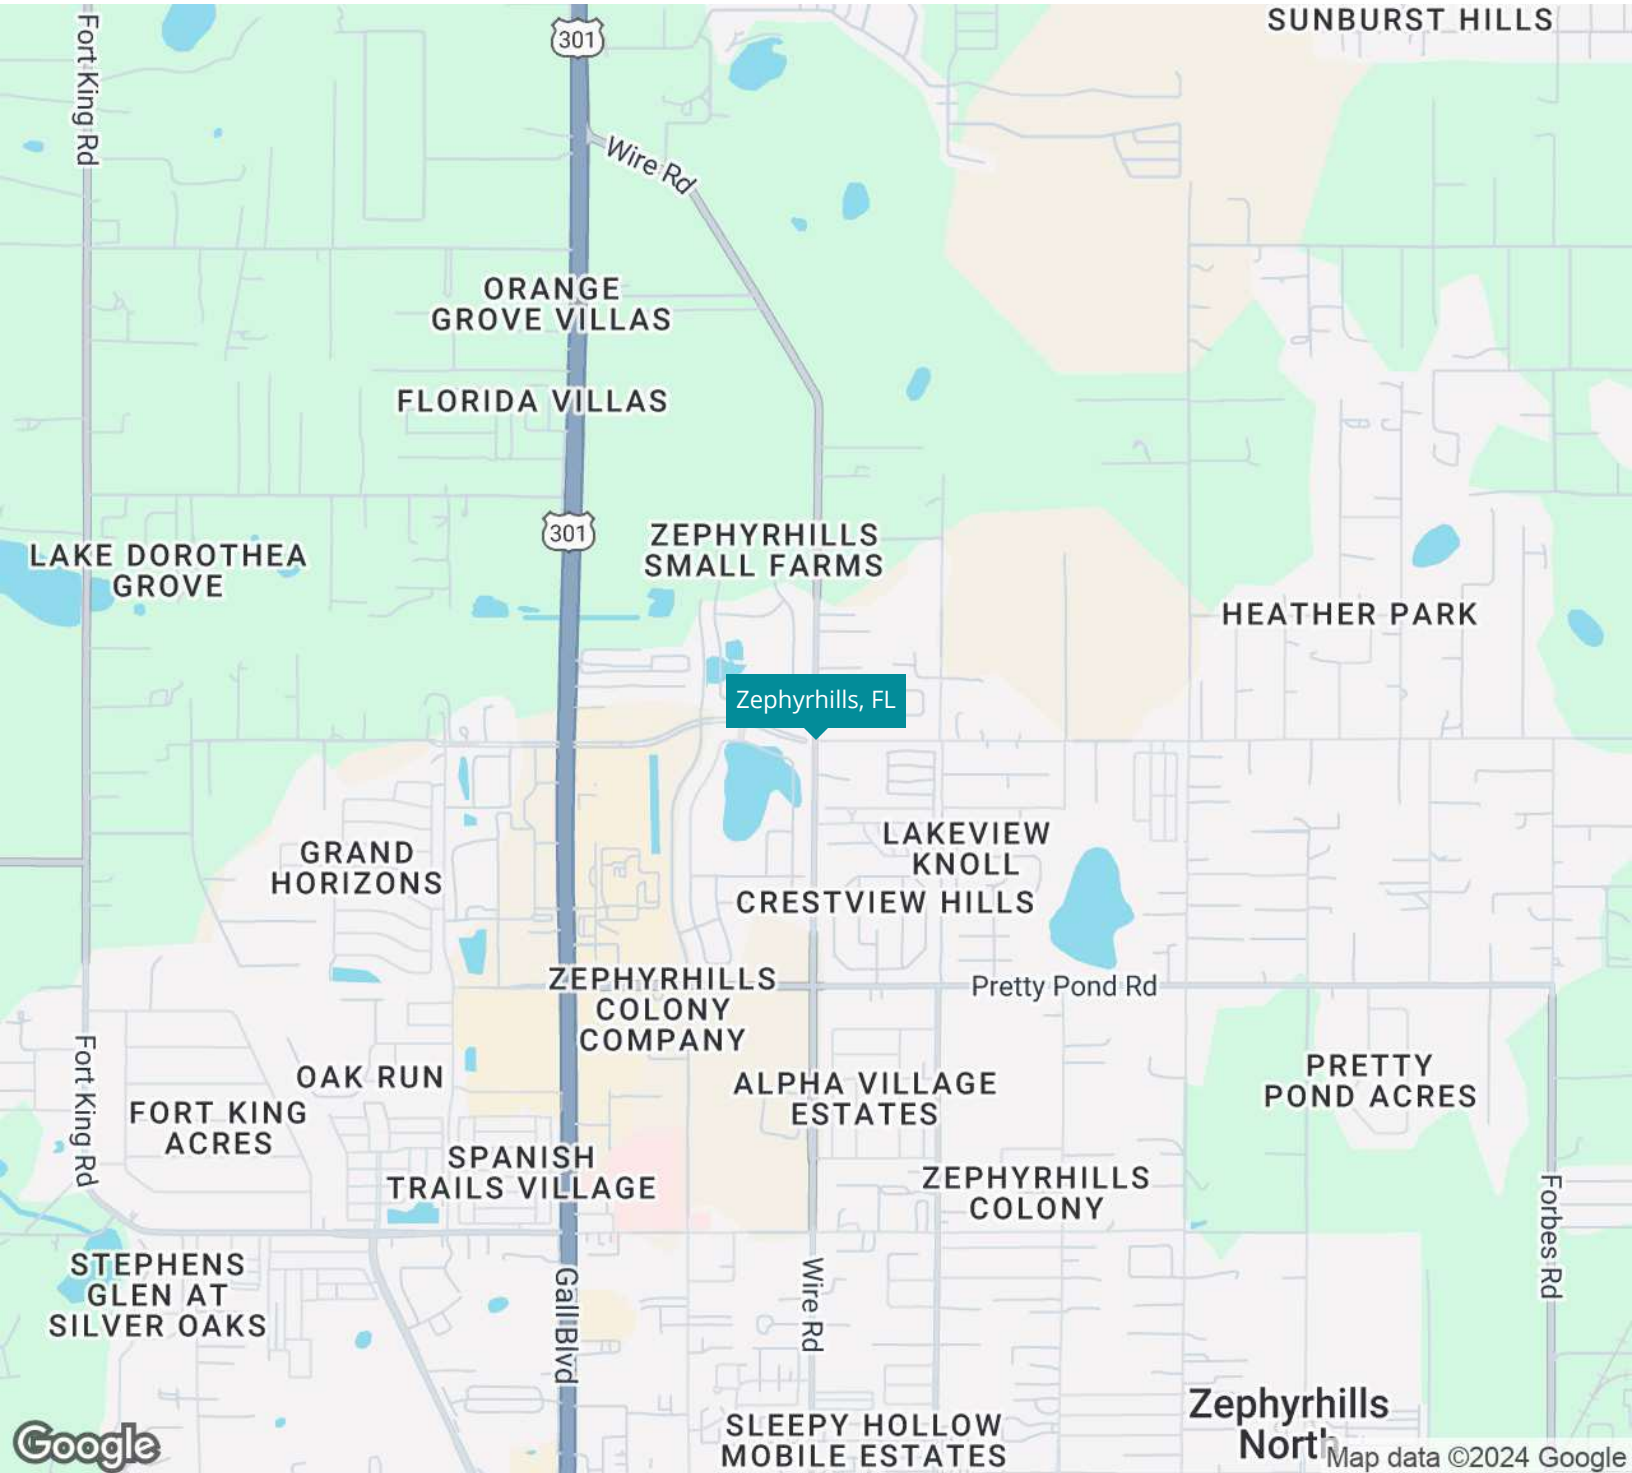 SUNBURST HILLS
301
Fort King Rd
Wire Rd
ORANGE
GROVE VILLAS
FLORIDA VILLAS
301
ZEPHYRHILLS
SMALL FARMS
LAKE DOROTHEA
GROVE
HEATHER PARK
Zephyrhills, FL
LAKEVIEW
KNOLL
GRAND
HORIZONS
CRESTVIEW HILLS
ZEPHYRHILLS
COLONY
COMPANY
Pretty Pond Rd
OAK RUN
ALPHA VILLAGE
ESTATES
PRETTY
POND ACRES
Fort King Rd
FORT KING
ACRES
SPANISH
TRAILS VILLAGE
ZEPHYRHILLS
COLONY
Forbes Rd
STEPHENS
GLEN AT
SILVER OAKS
Gall Blvd
Wire Rd
Zephyrhills
North
SLEEPY HOLLOW
MOBILE ESTATES
Google
Map data ©2024 Google